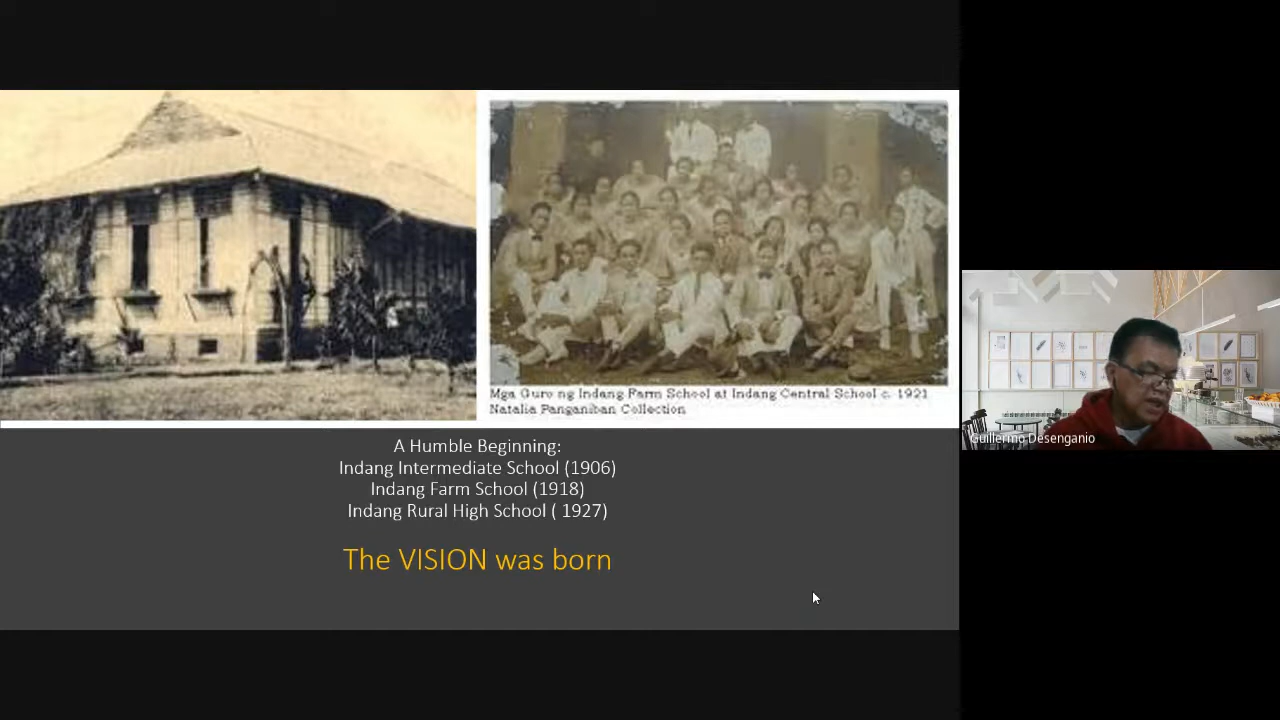 Mga Guro ng Indang Farm School at Indang Central School c. 1921
Natalia Panganiban Collection
A Humble Beginning:
Indang Intermediate School (1906)
Indang Farm School (1918)
Indang Rural High School ( 1927)
The VISION was born
Guillermo Desenganio